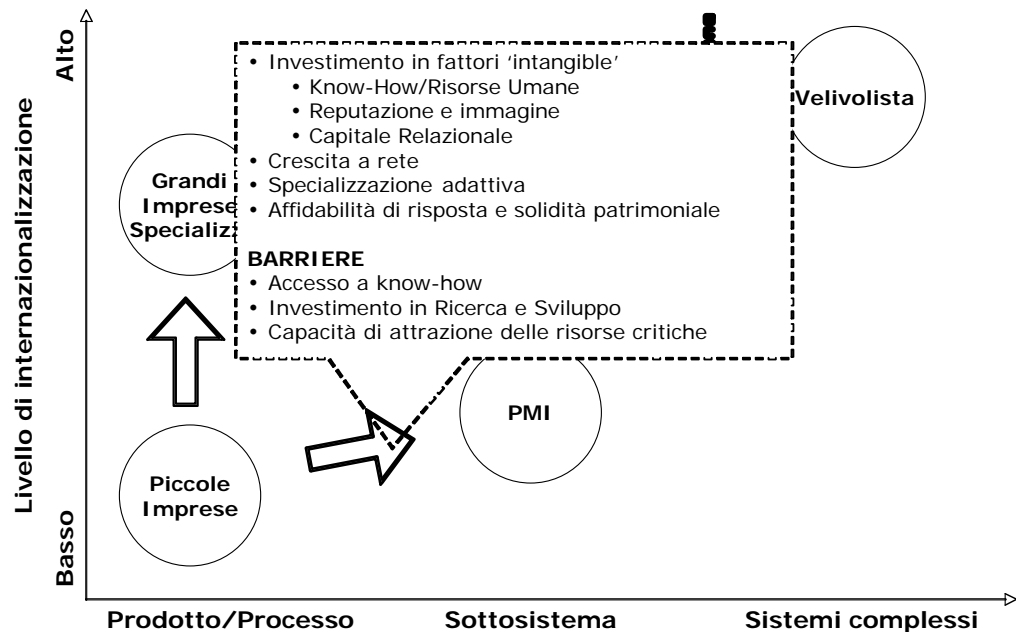 Alto
Livello di internazionalizzazione
Basso
• Investimento in fattori ‘intangible’
• Know-How/Risorse Umane
• Reputazione e immagine
• Capitale Relazionale
• Crescita a rete
• Specializzazione adattiva
• Affidabilità di risposta e solidità patrimoniale
BARRIERE
• Accesso a know-how
• Investimento in Ricerca e Sviluppo
• Capacità di attrazione delle risorse critiche
Velivolista
Grandi
Imprese
Specializz
PMI
Piccole
Imprese
Prodotto/Processo
Sottosistema
Sistemi complessi